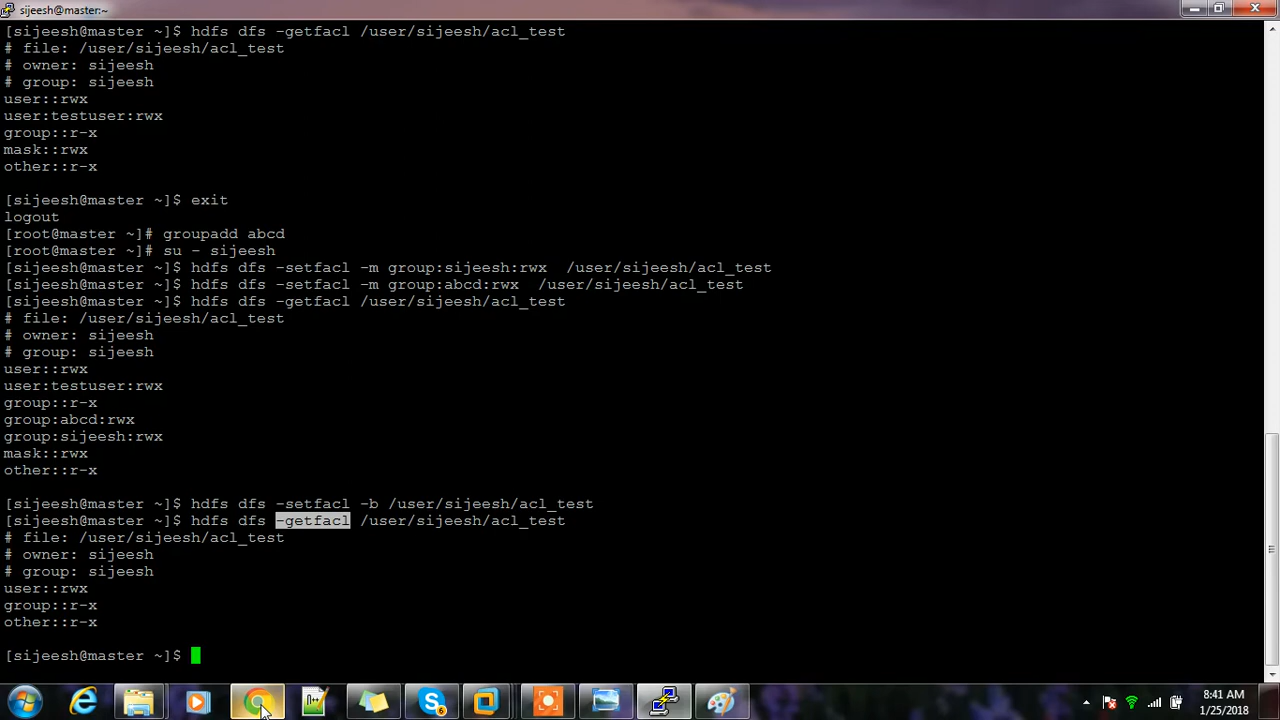 sijeesh@master:~
[sijeesh@master ~]$ hdfs dfs -getfacl /user/sijeesh/acl_test
# file: /user/sijeesh/acl_test
# owner: sijeesh
# group: sijeesh
user::rwx
user:testuser:rwx
group::r-x
mask::rwx
other::r-x
[sijeesh@master ~]$ exit
logout
[root@master ~]# groupadd abcd
[root@master ~]# su - sijeesh
[sijeesh@master ~]$ hdfs dfs -setfacl -m group:sijeesh:rwx  /user/sijeesh/acl_test
[sijeesh@master ~]$ hdfs dfs -setfacl -m group:abcd:rwx  /user/sijeesh/acl_test
[sijeesh@master ~]$ hdfs dfs -getfacl /user/sijeesh/acl_test
# file: /user/sijeesh/acl_test
# owner: sijeesh
# group: sijeesh
user::rwx
user:testuser:rwx
group::r-x
group:abcd:rwx
group:sijeesh:rwx
mask::rwx
other::r-x
[sijeesh@master ~]$ hdfs dfs -setfacl -b /user/sijeesh/acl_test
[sijeesh@master ~]$ hdfs dfs -getfacl /user/sijeesh/acl_test
# file: /user/sijeesh/acl_test
# owner: sijeesh
# group: sijeesh
user::rwx
group::r-x
other::r-x
[sijeesh@master ~]$
8:41 AM
1/25/2018